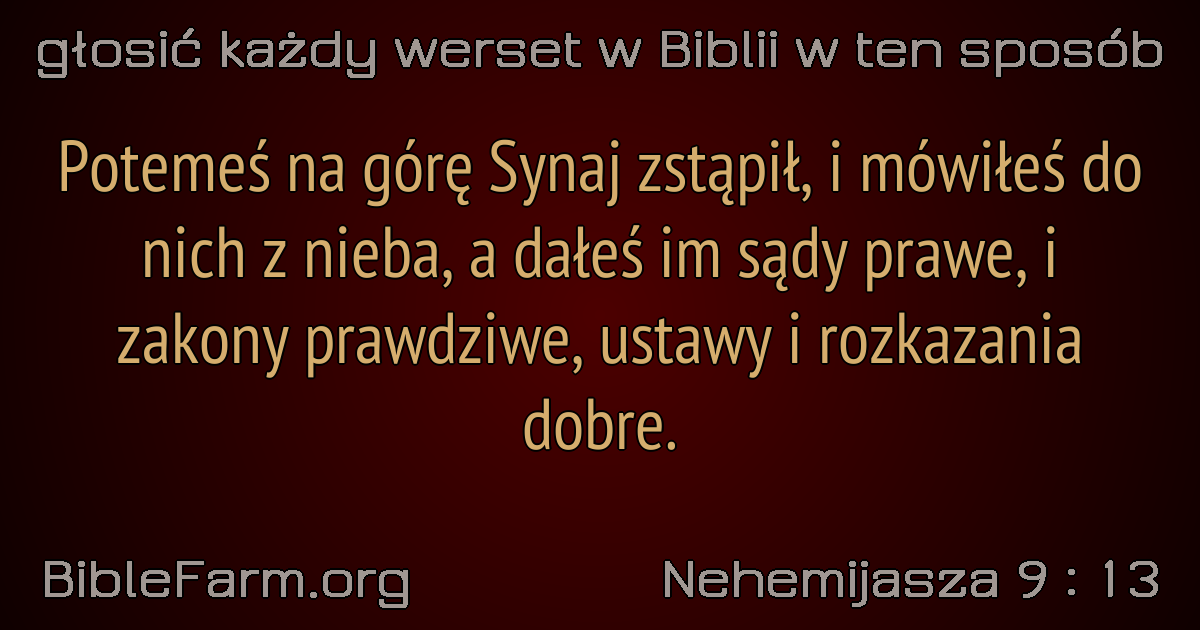 głosić każdy werset w Biblii w ten sposób
Potemeś na górę Synaj zstąpił, i mówiłeś do
nich z nieba, a dałeś im sądy prawe, i
zakony prawdziwe, ustawy i rozkazania
dobre.
BibleFarm.org
Nehemijasza 9 : 13